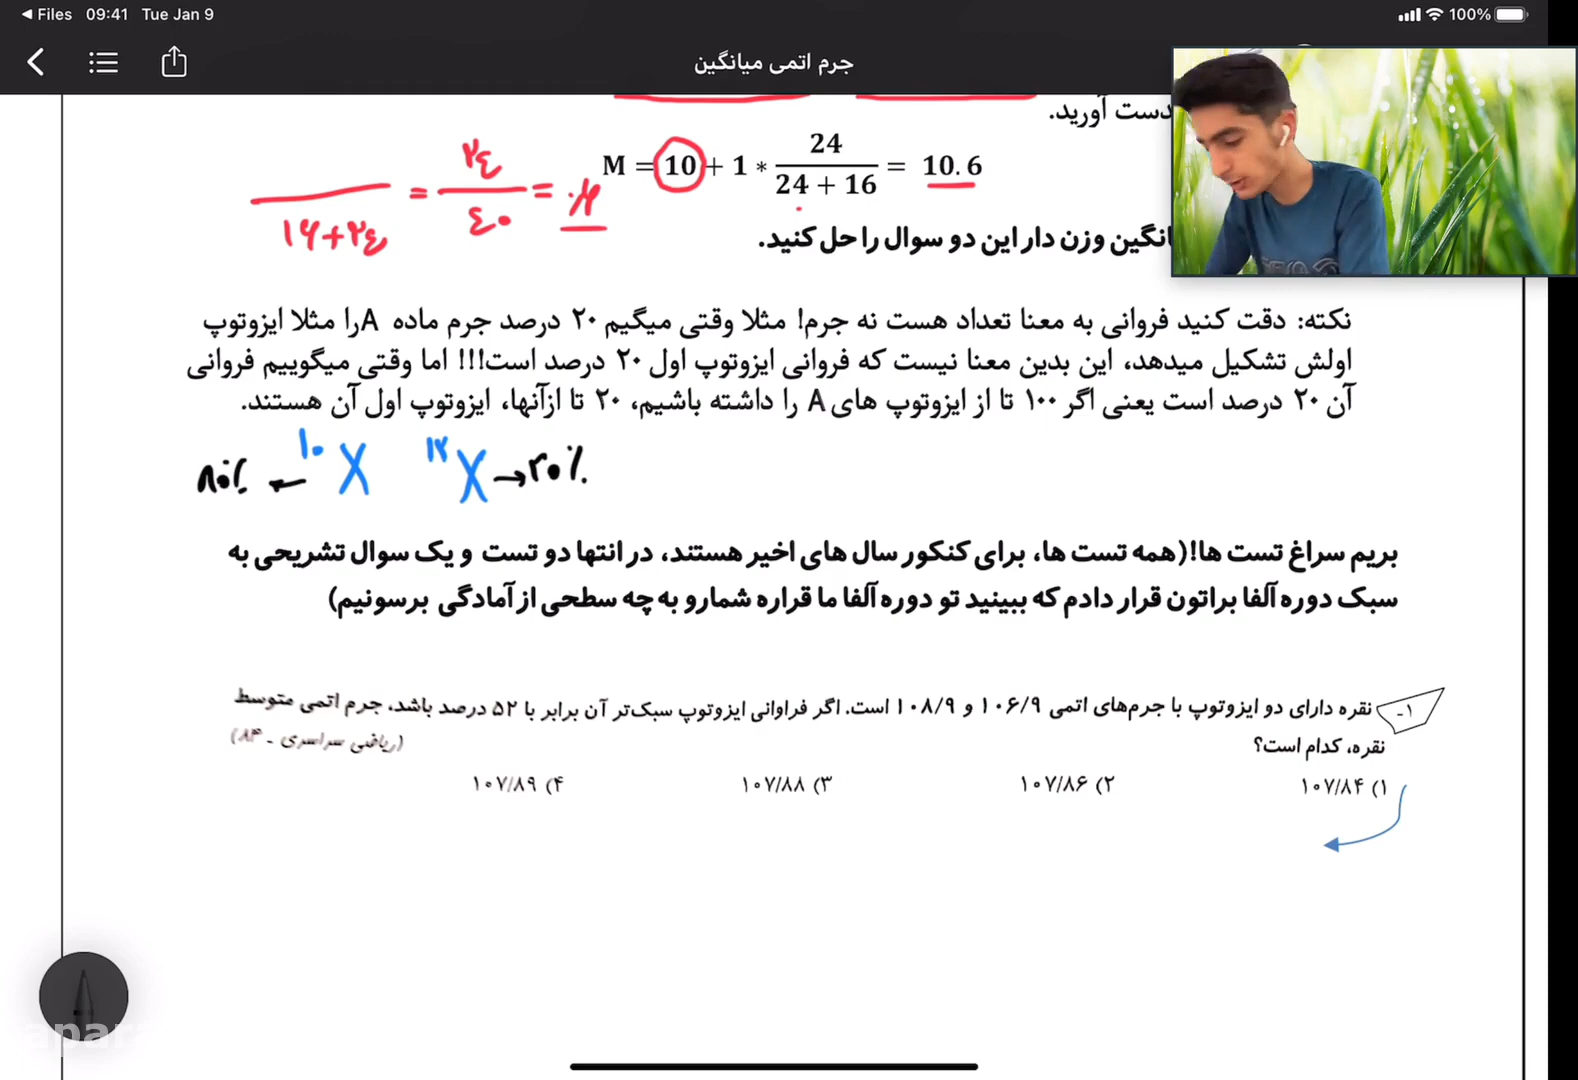 Files 09:41 Tue Jan 9
100%
جرم اتمی میانگین
دست آورید.
M = 10 + 1 * 24 / 24 + 16 = 10.6
۱۶+۲۴ = ۲۴ / ۴۰ = ۰/۶
انگین وزن دار این دو سوال را حل کنید.
نکته: دقت کنید فروانی به معنا تعداد هست نه جرم! مثلا وقتی میگیم ۲۰ درصد جرم ماده A را مثلا ایزوتوپ
اولش تشکیل میدهد، این بدین معنا نیست که فروانی ایزوتوپ اول ۲۰ درصد است!!! اما وقتی میگوییم فروانی
آن ۲۰ درصد است یعنی اگر ۱۰۰ تا از ایزوتوپ های A را داشته باشیم، ۲۰ تا ازآنها، ایزوتوپ اول آن هستند.
۸۰٪ ← ۱۰X ۱۲X → ۲۰٪
بریم سراغ تست ها!(همه تست ها، برای کنکور سال های اخیر هستند، در انتها دو تست و یک سوال تشریحی به
سبک دوره آلفا براتون قرار دادم که ببینید تو دوره آلفا ما قراره شمارو به چه سطحی از آمادگی برسونیم)
۱- نقره دارای دو ایزوتوپ با جرم‌های اتمی ۱۰۶/۹ و ۱۰۸/۹ است. اگر فراوانی ایزوتوپ سبک‌تر آن برابر با ۵۲ درصد باشد، جرم اتمی متوسط
نقره، کدام است؟ (ریاضی سراسری ـ ۸۴)
۱) ۱۰۷/۸۴ ۲) ۱۰۷/۸۶ ۳) ۱۰۷/۸۸ ۴) ۱۰۷/۸۹
apar